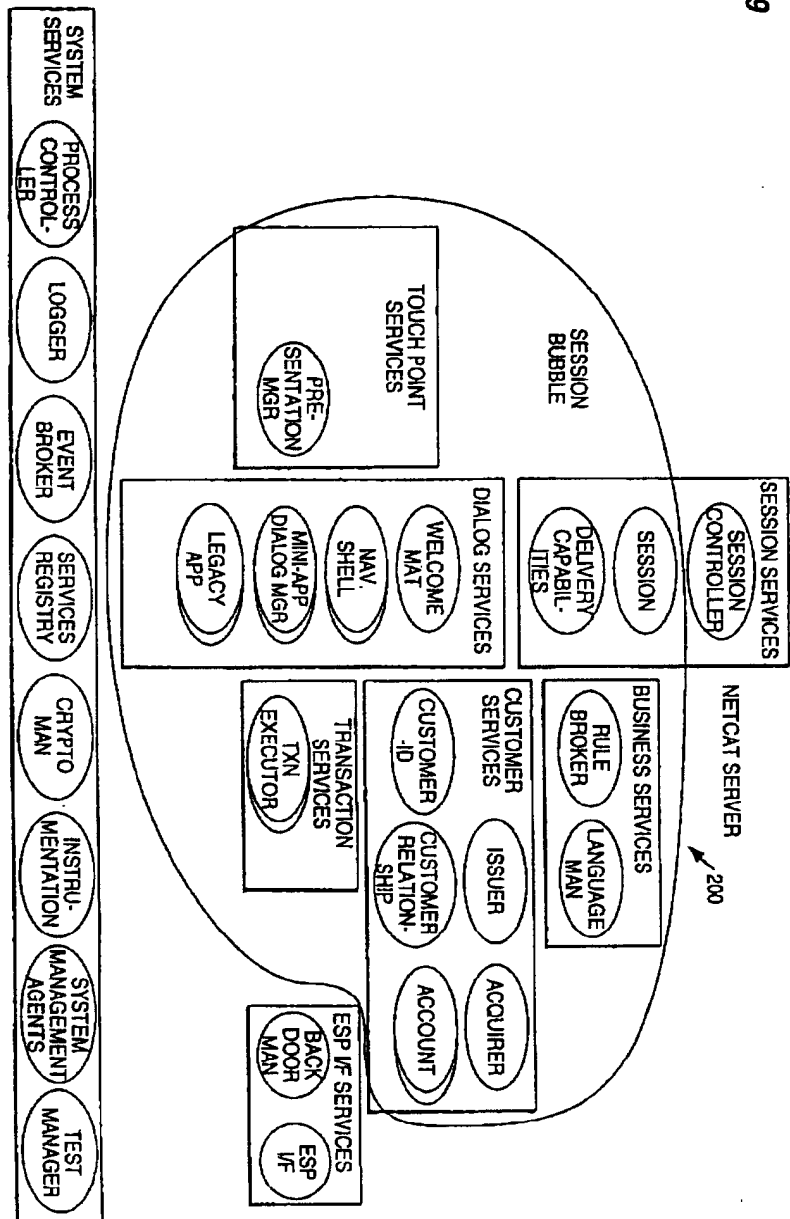 9
NETCAT SERVER
200
SESSION SERVICES
SESSION
CONTROLLER
SESSION
DELIVERY
CAPABIL-
ITIES
BUSINESS SERVICES
RULE
BROKER
LANGUAGE
MAN
SESSION
BUBBLE
TOUCH POINT
SERVICES
PRE-
SENTATION
MGR
DIALOG SERVICES
WELCOME
MAT
NAV.
SHELL
MINI-APP
DIALOG MGR
LEGACY
APP
CUSTOMER
SERVICES
ISSUER
ACQUIRER
CUSTOMER
-ID
CUSTOMER
RELATION-
SHIP
ACCOUNT
TRANSACTION
SERVICES
TXN
EXECUTOR
ESP I/F SERVICES
BACK
DOOR
MAN
ESP
I/F
SYSTEM
SERVICES
PROCESS
CONTROL-
LER
LOGGER
EVENT
BROKER
SERVICES
REGISTRY
CRYPTO
MAN
INSTRU-
MENTATION
SYSTEM
MANAGEMENT
AGENTS
TEST
MANAGER